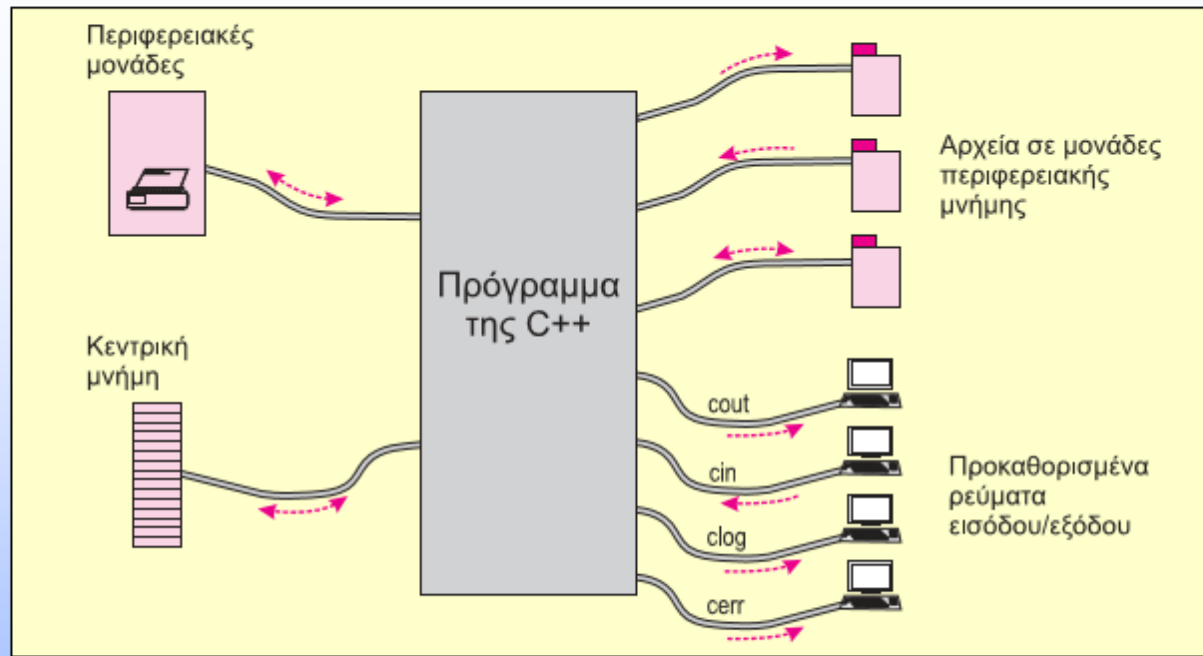 Περιφερειακές
μονάδες
Κεντρική
μνήμη
Πρόγραμμα
της C++
Αρχεία σε μονάδες
περιφερειακής
μνήμης
cout
cin
clog
cerr
Προκαθορισμένα
ρεύματα
εισόδου/εξόδου